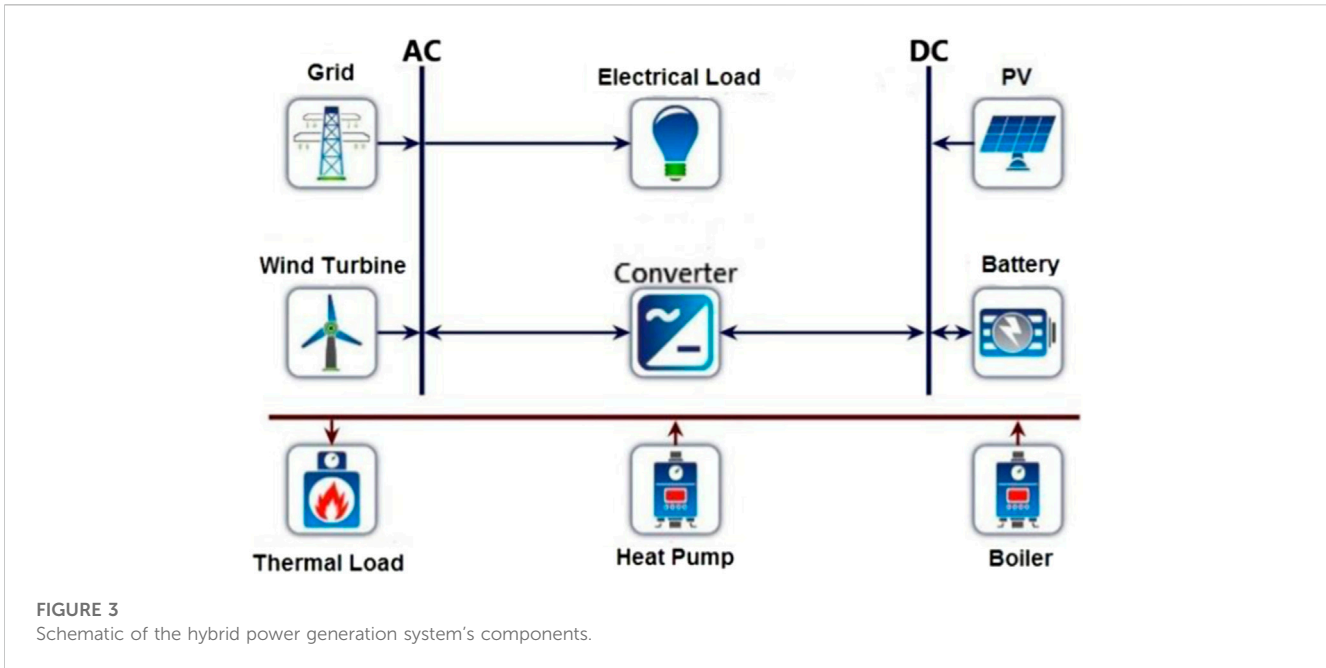 AC
DC
Grid
Electrical Load
PV
Wind Turbine
Converter
Battery
Thermal Load
Heat Pump
Boiler
FIGURE 3
Schematic of the hybrid power generation system's components.